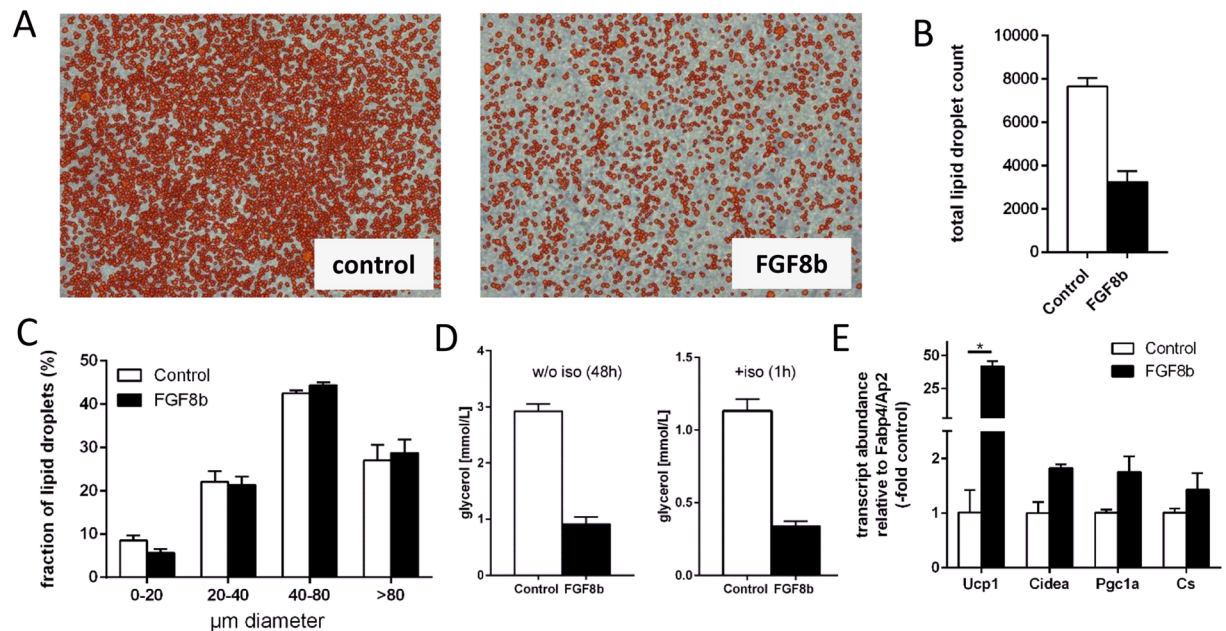 A
control
FGF8b
B
total lipid droplet count
10000
8000
6000
4000
2000
0
Control
FGF8b
C
fraction of lipid droplets (%)
50
40
30
20
10
0
Control
FGF8b
0-20
20-40
40-80
>80
µm diameter
D
glycerol [mmol/L]
4
3
2
1
0
w/o iso (48h)
Control FGF8b
glycerol [mmol/L]
1.5
1.0
0.5
0.0
+iso (1h)
Control FGF8b
E
transcript abundance
relative to Fabp4/Ap2
(-fold control)
50
25
2
1
0
*
Control
FGF8b
Ucp1
Cidea
Pgc1a
Cs